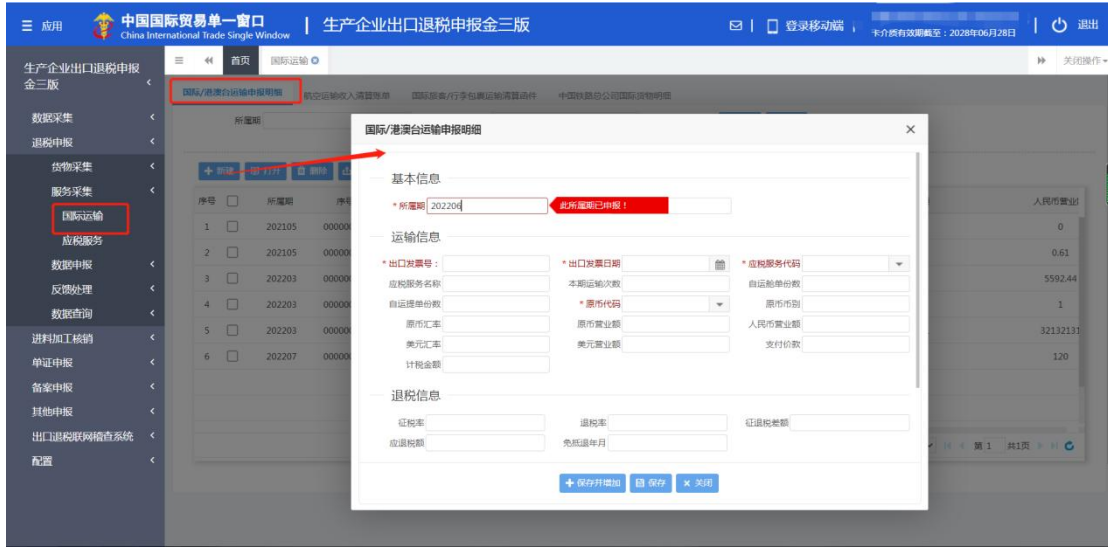 应用
中国国际贸易单一窗口
China International Trade Single Window
生产企业出口退税申报金三版
登录移动端
卡介质有效期截至：2028年06月28日
退出
生产企业出口退税申报
金三版
首页
国际运输
关闭操作
国际/港澳台运输申报明细
航空运输收入清算账单
国际旅客/行李包裹运输清算函件
中国铁路总公司国际货物明细
数据采集
退税申报
货物采集
服务采集
国际运输
应税服务
数据申报
反馈处理
数据查询
进料加工核销
单证申报
备案申报
其他申报
出口退税联网稽查系统
配置
所属期
新建
打开
删除
序号 所属期 人民币营业
1 202105 0
2 202105 0.61
3 202203 5592.44
4 202203 1
5 202203 32132131
6 202207 120
第 1 共1页
国际/港澳台运输申报明细
基本信息
* 所属期 202206 此所属期已申报！
运输信息
* 出口发票号： * 出口发票日期 * 应税服务代码
应税服务名称 本期运输次数 自运舱单份数
自运提单份数 * 原币代码 原币币别
原币汇率 原币营业额 人民币营业额
美元汇率 美元营业额 支付价款
计税金额
退税信息
征税率 退税率 征退税差额
应退税额 免抵退年月
保存并增加 保存 关闭